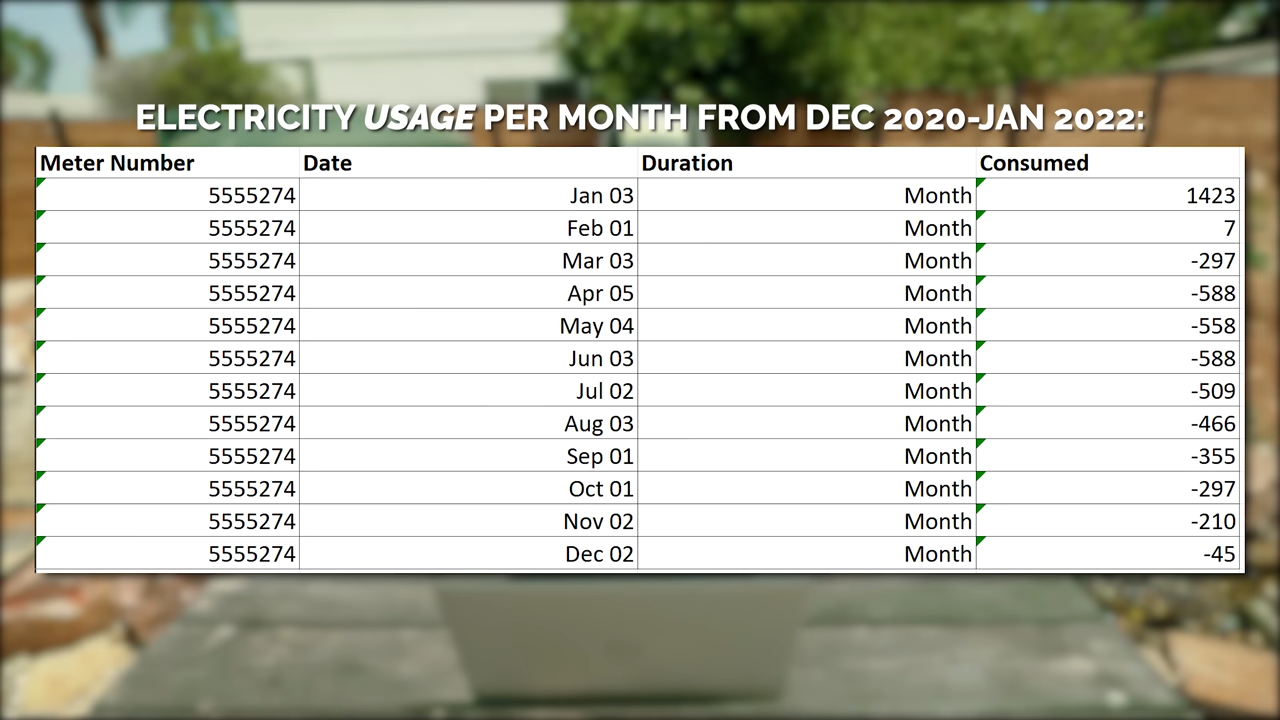 ELECTRICITY USAGE PER MONTH FROM DEC 2020-JAN 2022:
Meter Number Date Duration Consumed
5555274 Jan 03 Month 1423
5555274 Feb 01 Month 7
5555274 Mar 03 Month -297
5555274 Apr 05 Month -588
5555274 May 04 Month -558
5555274 Jun 03 Month -588
5555274 Jul 02 Month -509
5555274 Aug 03 Month -466
5555274 Sep 01 Month -355
5555274 Oct 01 Month -297
5555274 Nov 02 Month -210
5555274 Dec 02 Month -45